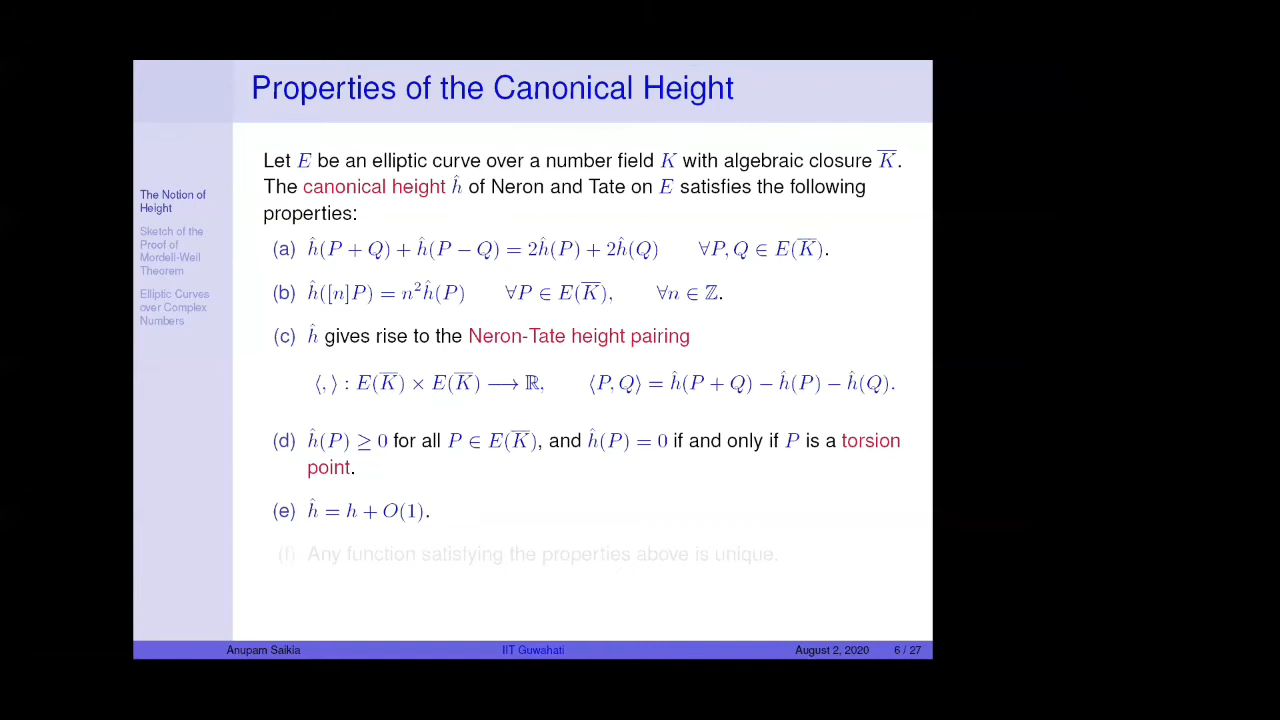 Properties of the Canonical Height
The Notion of
Height
Sketch of the
Proof of
Mordell-Weil
Theorem
Elliptic Curves
over Complex
Numbers
Let E be an elliptic curve over a number field K with algebraic closure K̅.
The canonical height ĥ of Neron and Tate on E satisfies the following
properties:
(a) ĥ(P + Q) + ĥ(P − Q) = 2ĥ(P) + 2ĥ(Q) ∀P, Q ∈ E(K̅).
(b) ĥ([n]P) = n²ĥ(P) ∀P ∈ E(K̅), ∀n ∈ ℤ.
(c) ĥ gives rise to the Neron-Tate height pairing
⟨, ⟩ : E(K̅) × E(K̅) ⟶ ℝ, ⟨P, Q⟩ = ĥ(P + Q) − ĥ(P) − ĥ(Q).
(d) ĥ(P) ≥ 0 for all P ∈ E(K̅), and ĥ(P) = 0 if and only if P is a torsion
point.
(e) ĥ = h + O(1).
(f) Any function satisfying the properties above is unique.
Anupam Saikia IIT Guwahati August 2, 2020 6 / 27